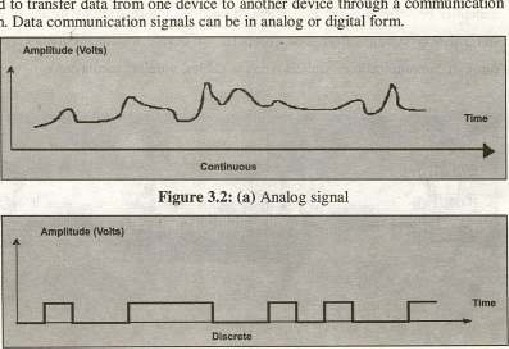 d to transfer data from one device to another device through a communication
n. Data communication signals can be in analog or digital form.
Amplitude (Volts)
Time
Continuous
Figure 3.2: (a) Analog signal
Amplitude (Volts)
Time
Discrete